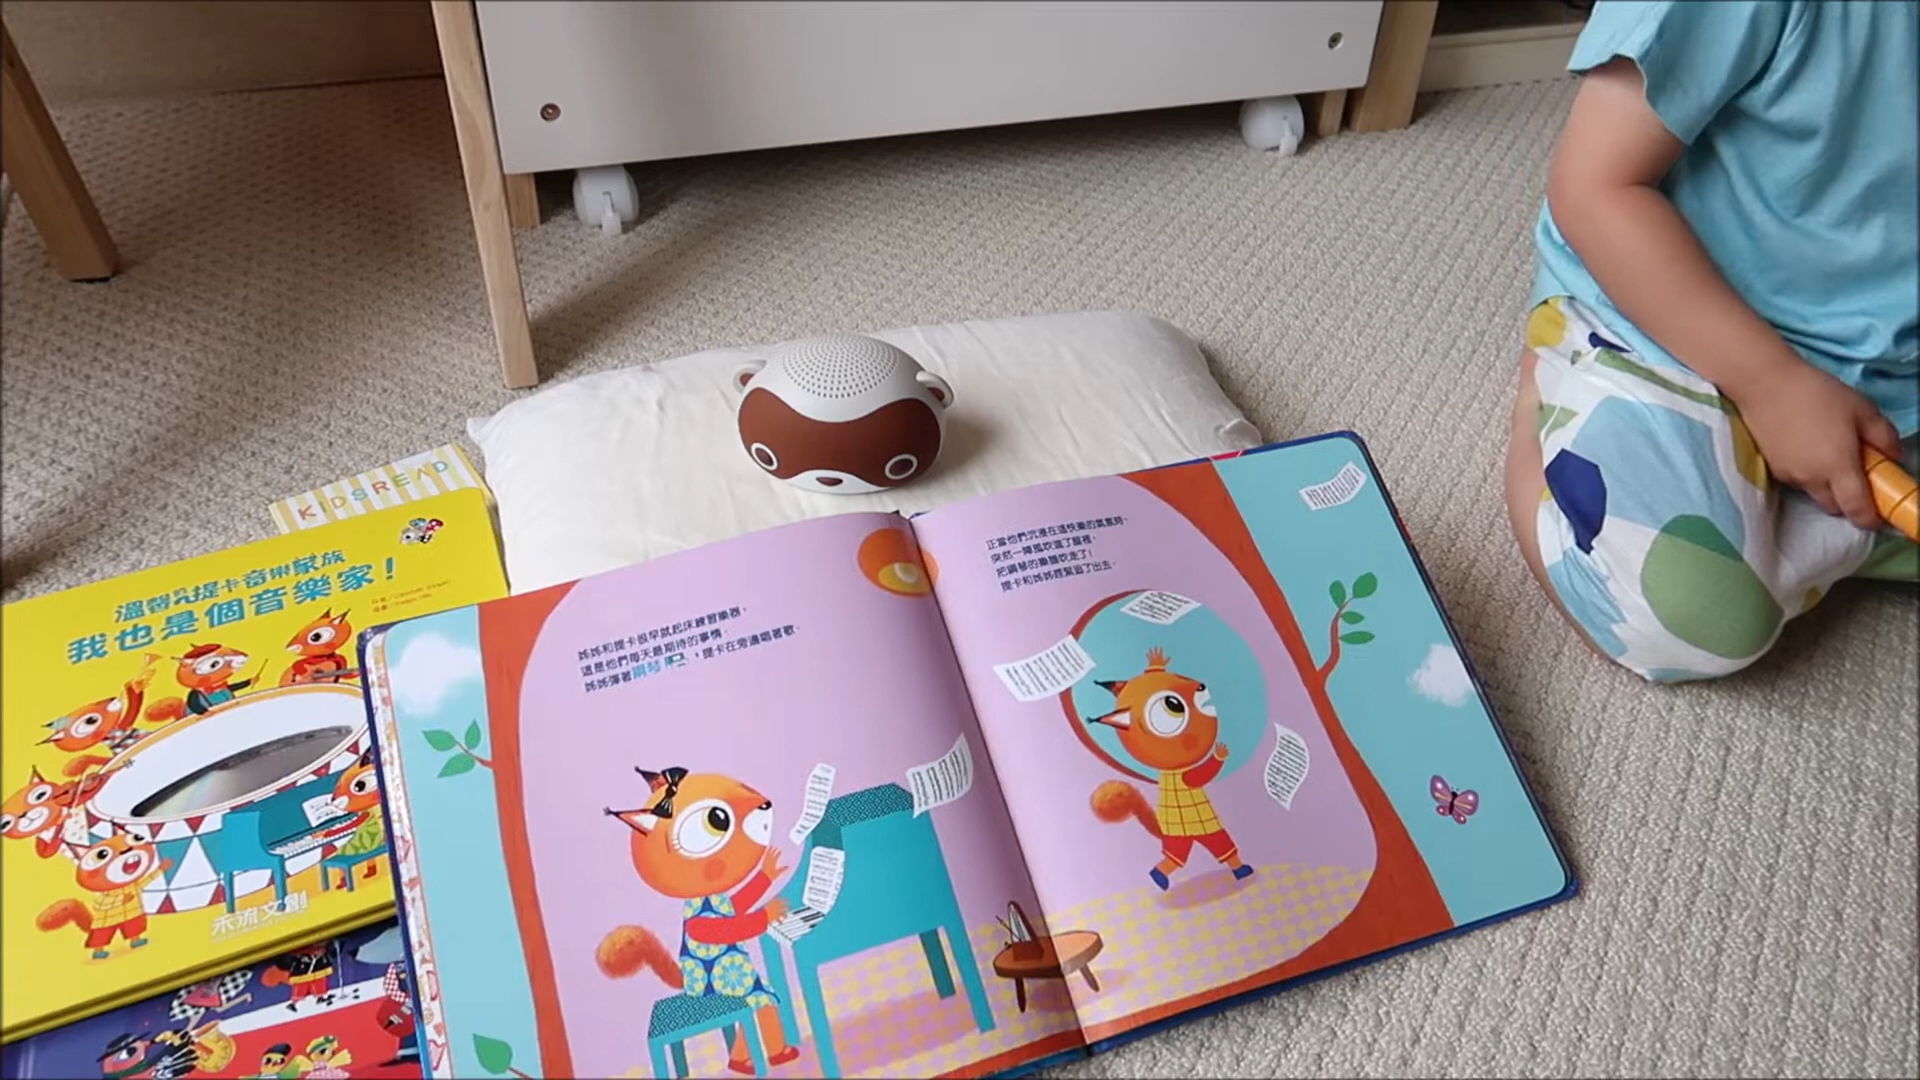 KIDSREAD
溫馨兒提卡音樂家族
我也是個音樂家！
禾流文創
姊姊和提卡很早就起床練習樂器，
這是他們每天最期待的事情。
姊姊彈著鋼琴，提卡在旁邊唱著歌。
正當他們沉浸在這快樂的氣氛時，
突然一陣風吹進了屋裡，
把鋼琴的樂譜吹走了！
提卡和姊姊趕緊追了出去。